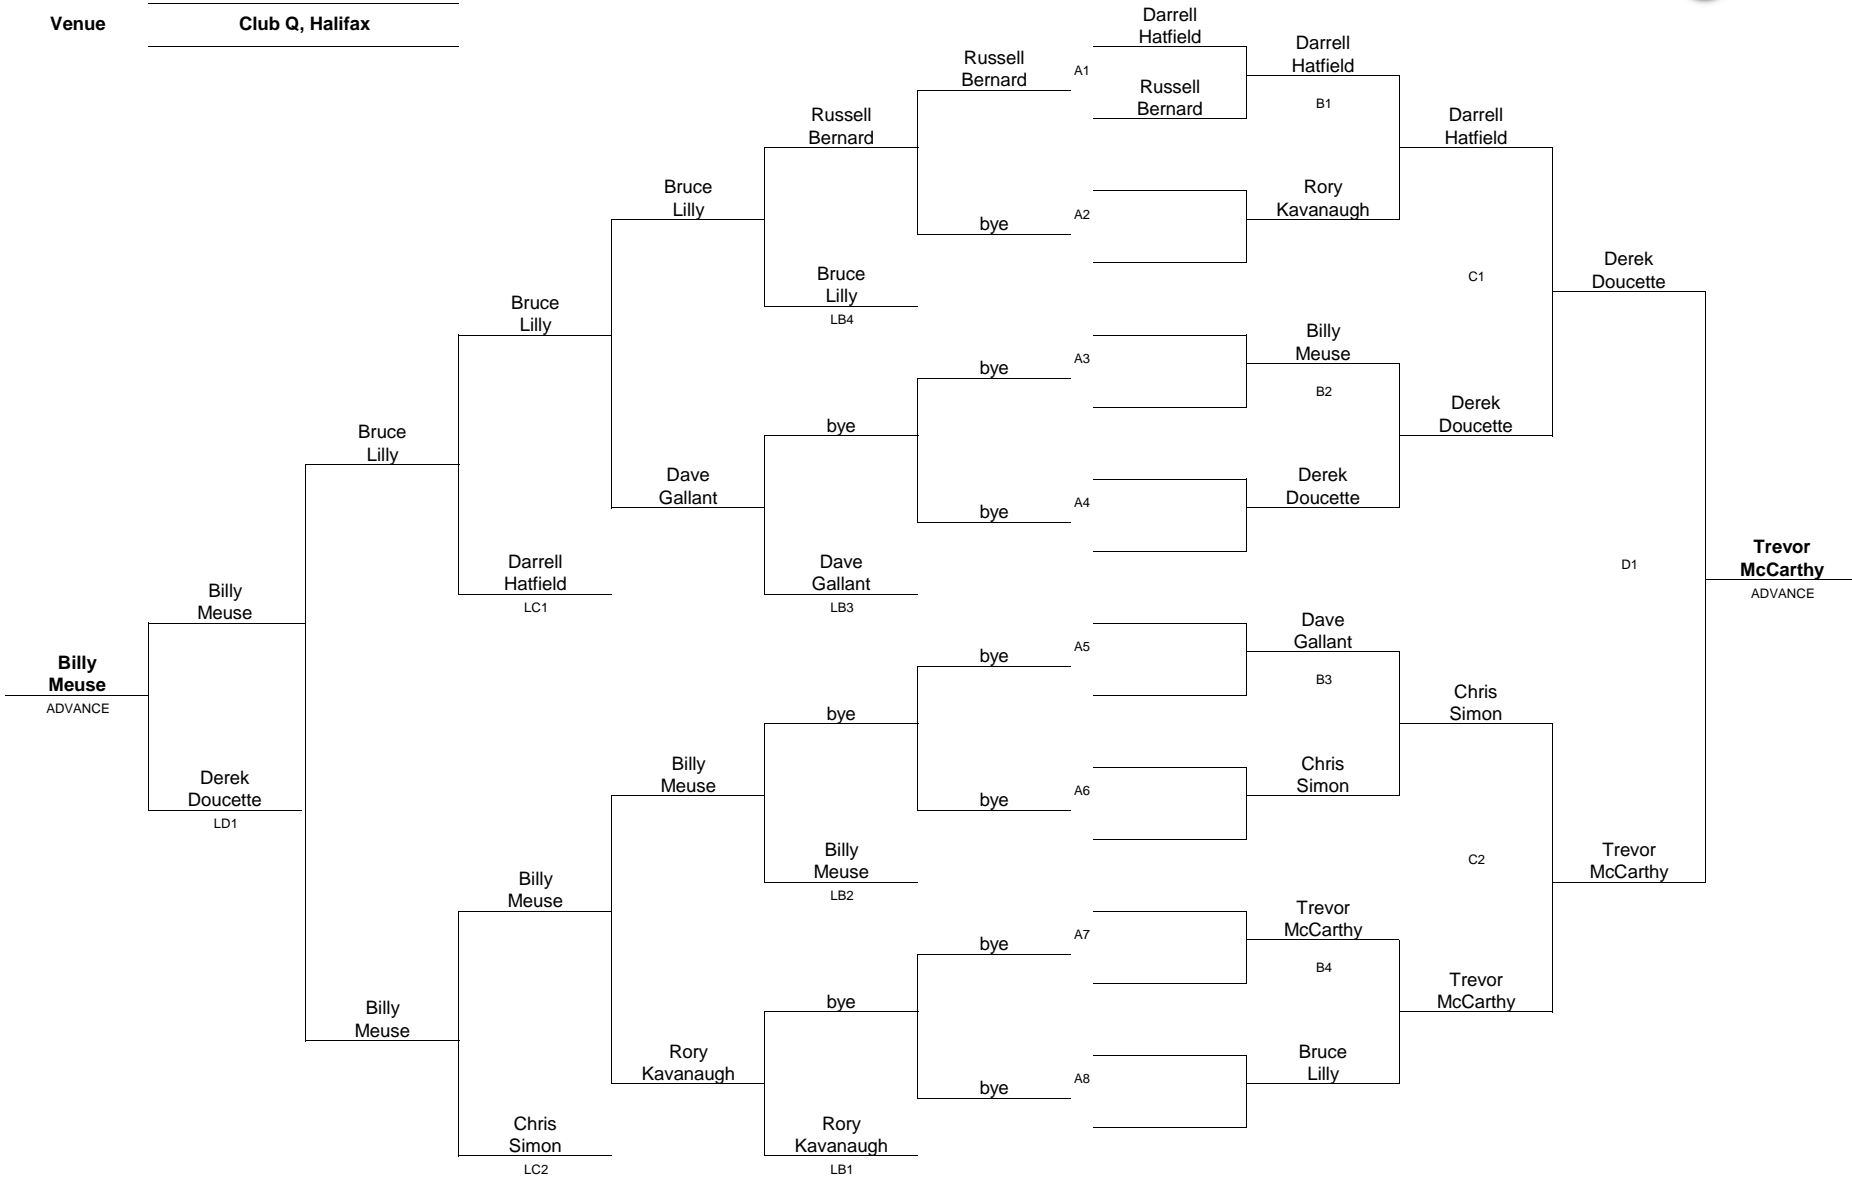 Venue
Club Q, Halifax
Darrell
Hatfield
Darrell
Hatfield
Russell
Bernard
A1
Russell
Bernard
B1
Russell
Bernard
Darrell
Hatfield
Bruce
Lilly
Rory
Kavanaugh
bye
A2
Bruce
Lilly
LB4
Derek
Doucette
C1
Bruce
Lilly
Billy
Meuse
bye
A3
B2
Bruce
Lilly
bye
Derek
Doucette
Dave
Gallant
Derek
Doucette
bye
A4
Darrell
Hatfield
LC1
Dave
Gallant
LB3
D1
Trevor
McCarthy
ADVANCE
Billy
Meuse
Dave
Gallant
bye
A5
B3
Billy
Meuse
ADVANCE
bye
Chris
Simon
Billy
Meuse
Chris
Simon
Derek
Doucette
LD1
bye
A6
Billy
Meuse
LB2
C2
Trevor
McCarthy
Billy
Meuse
Trevor
McCarthy
bye
A7
B4
Billy
Meuse
bye
Trevor
McCarthy
Rory
Kavanaugh
Bruce
Lilly
bye
A8
Chris
Simon
LC2
Rory
Kavanaugh
LB1